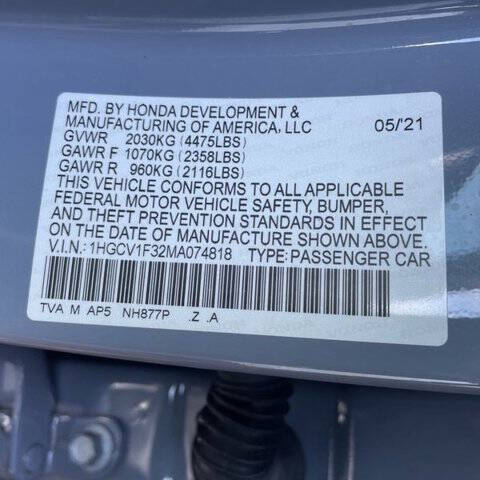 MFD. BY HONDA DEVELOPMENT &
MANUFACTURING OF AMERICA, LLC 05/'21
GVWR 2030KG (4475LBS)
GAWR F 1070KG (2358LBS)
GAWR R 960KG (2116LBS)
THIS VEHICLE CONFORMS TO ALL APPLICABLE
FEDERAL MOTOR VEHICLE SAFETY, BUMPER,
AND THEFT PREVENTION STANDARDS IN EFFECT
ON THE DATE OF MANUFACTURE SHOWN ABOVE.
V.I.N.: 1HGCV1F32MA074818 TYPE: PASSENGER CAR
TVA M AP5 NH877P .Z .A